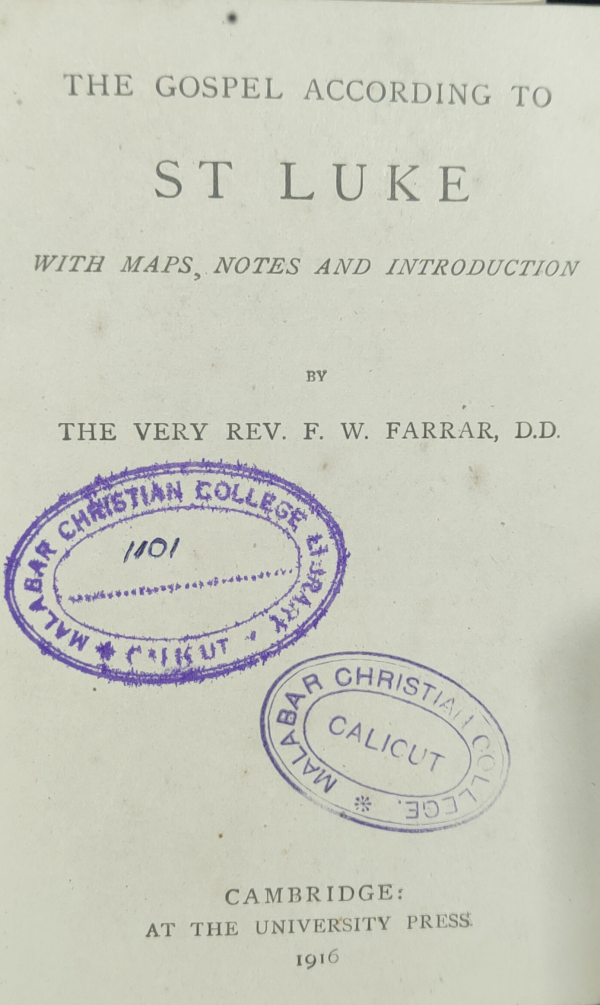 THE GOSPEL ACCORDING TO
ST LUKE
WITH MAPS, NOTES AND INTRODUCTION
BY
THE VERY REV. F. W. FARRAR, D.D.
MALABAR CHRISTIAN COLLEGE LIBRARY
1101
CALICUT
MALABAR CHRISTIAN COLLEGE.
CALICUT
CAMBRIDGE:
AT THE UNIVERSITY PRESS
1916